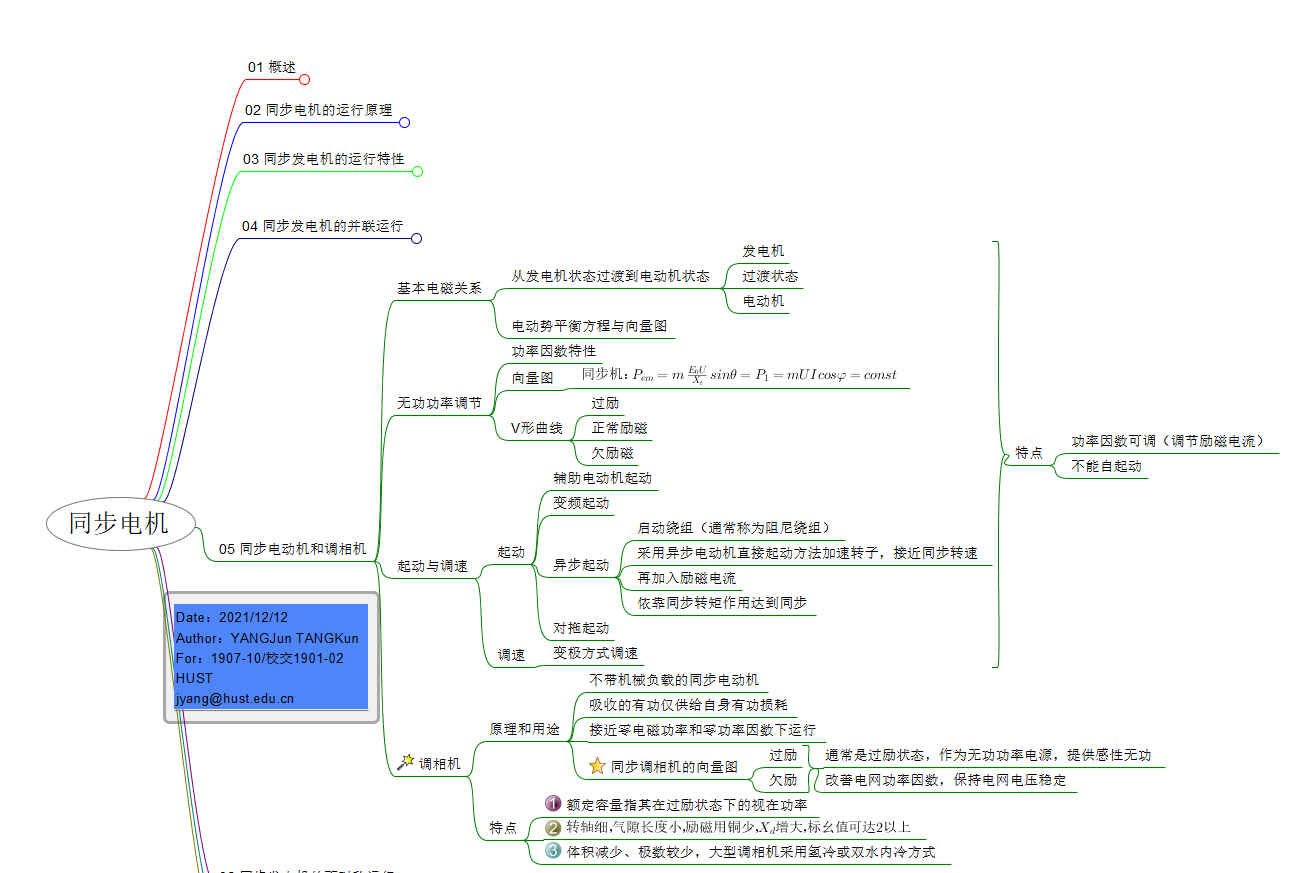 01 概述
02 同步电机的运行原理
03 同步发电机的运行特性
04 同步发电机的并联运行
同步电机
05 同步电动机和调相机
基本电磁关系
从发电机状态过渡到电动机状态
发电机
过渡状态
电动机
电动势平衡方程与向量图
无功功率调节
功率因数特性
向量图
同步机：P_{em} = m \frac{E_0U}{X_t} sinθ = P_1 = mUIcosφ = const
V形曲线
过励
正常励磁
欠励磁
起动与调速
起动
辅助电动机起动
变频起动
异步起动
启动绕组（通常称为阻尼绕组）
采用异步电动机直接起动方法加速转子，接近同步转速
再加入励磁电流
依靠同步转短作用达到同步
对拖起动
调速
变极方式调速
特点
功率因数可调（调节励磁电流）
不能自起动
Date：2021/12/12
Author：YANGJun TANGKun
For：1907-10/校交1901-02
HUST
jyang@hust.edu.cn
调相机
原理和用途
不带机械负载的同步电动机
吸收的有功仅供给自身有功损耗
接近零电磁功率和零功率因数下运行
同步调相机的向量图
过励
欠励
通常是过励状态，作为无功功率电源，提供感性无功
改善电网功率因数，保持电网电压稳定
特点
1 额定容量指其在过励状态下的视在功率
2 转轴细,气隙长度小,励磁用铜少,X_d增大,标幺值可达2以上
3 体积减少、极数较少，大型调相机采用氢冷或双水内冷方式